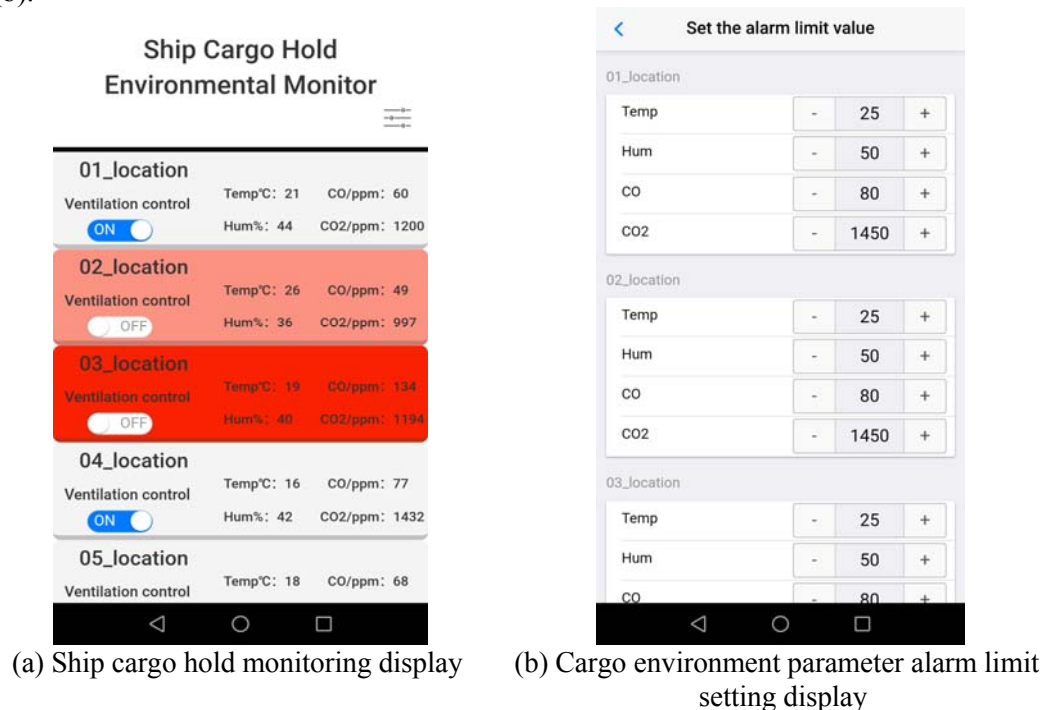 Ship Cargo Hold
Environmental Monitor
01_location
Ventilation control
ON
Temp℃: 21 CO/ppm: 60
Hum%: 44 CO2/ppm: 1200
02_location
Ventilation control
OFF
Temp℃: 26 CO/ppm: 49
Hum%: 36 CO2/ppm: 997
03_location
Ventilation control
OFF
Temp℃: 19 CO/ppm: 134
Hum%: 40 CO2/ppm: 1194
04_location
Ventilation control
ON
Temp℃: 16 CO/ppm: 77
Hum%: 42 CO2/ppm: 1432
05_location
Ventilation control
Temp℃: 18 CO/ppm: 68
(a) Ship cargo hold monitoring display
Set the alarm limit value
01_location
Temp - 25 +
Hum - 50 +
CO - 80 +
CO2 - 1450 +
02_location
Temp - 25 +
Hum - 50 +
CO - 80 +
CO2 - 1450 +
03_location
Temp - 25 +
Hum - 50 +
CO - 80 +
(b) Cargo environment parameter alarm limit
setting display